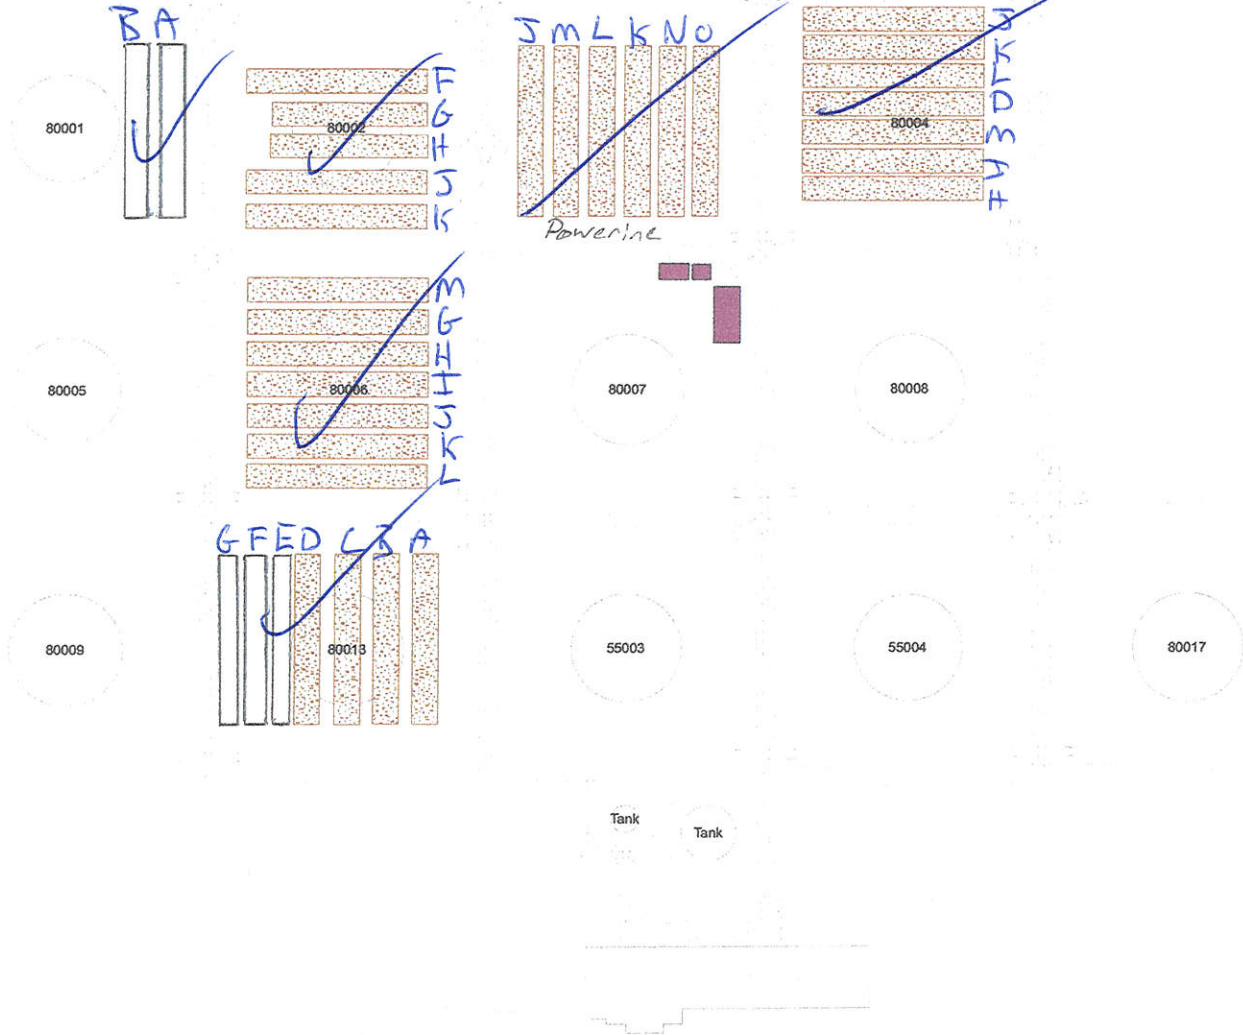 B A
80001
F
G
80002
H
J
K
J M L K N O
Powerine
J
K
L
D
80004
M
H
F
80005
M
G
H
I
80006
J
K
L
80007
80008
G F E D C B A
80009
80013
55003
55004
80017
Tank
Tank